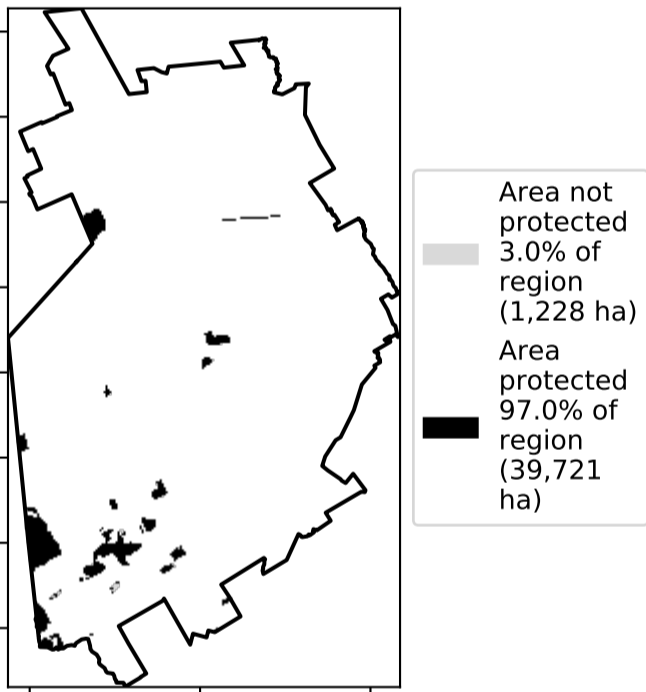 Area not
protected
3.0% of
region
(1,228 ha)
Area
protected
97.0% of
region
(39,721
ha)